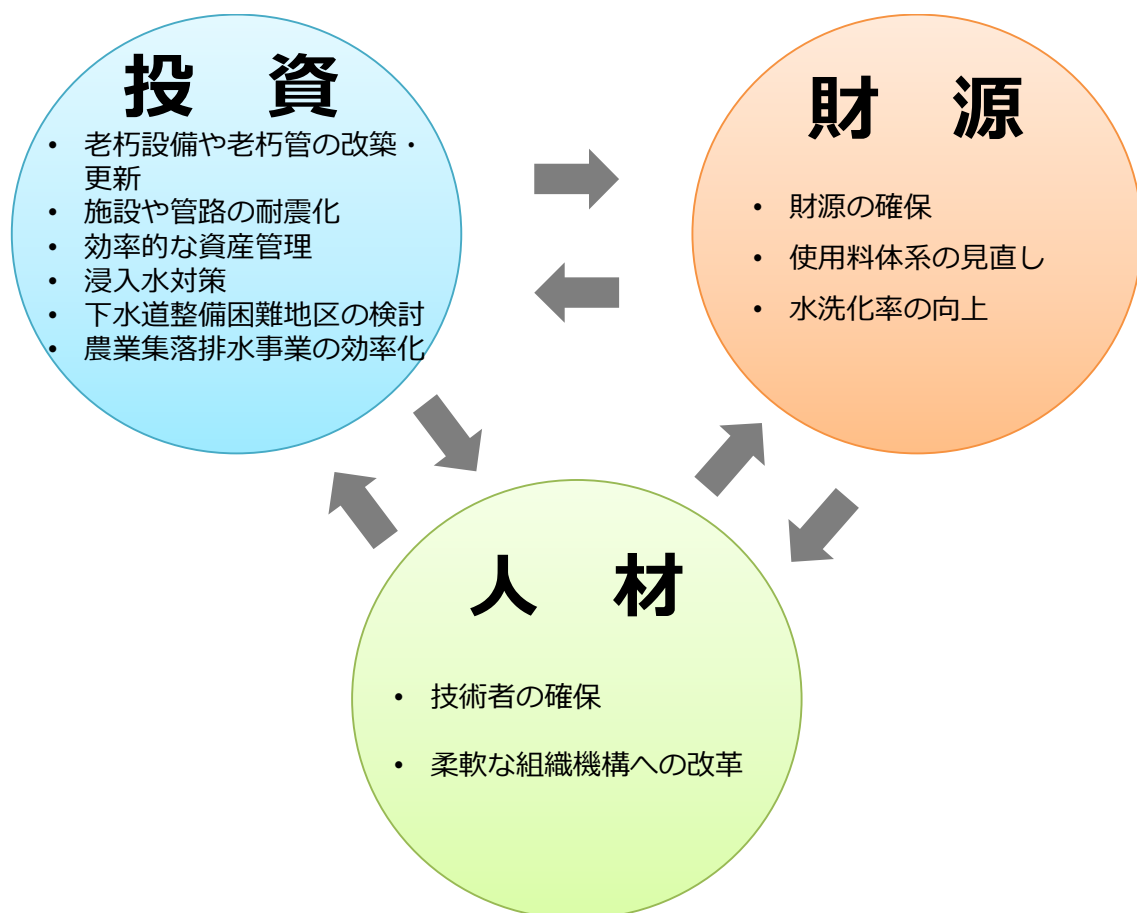 投　資
• 老朽設備や老朽管の改築・
更新
• 施設や管路の耐震化
• 効率的な資産管理
• 浸入水対策
• 下水道整備困難地区の検討
• 農業集落排水事業の効率化
財　源
• 財源の確保
• 使用料体系の見直し
• 水洗化率の向上
人　材
• 技術者の確保
• 柔軟な組織機構への改革